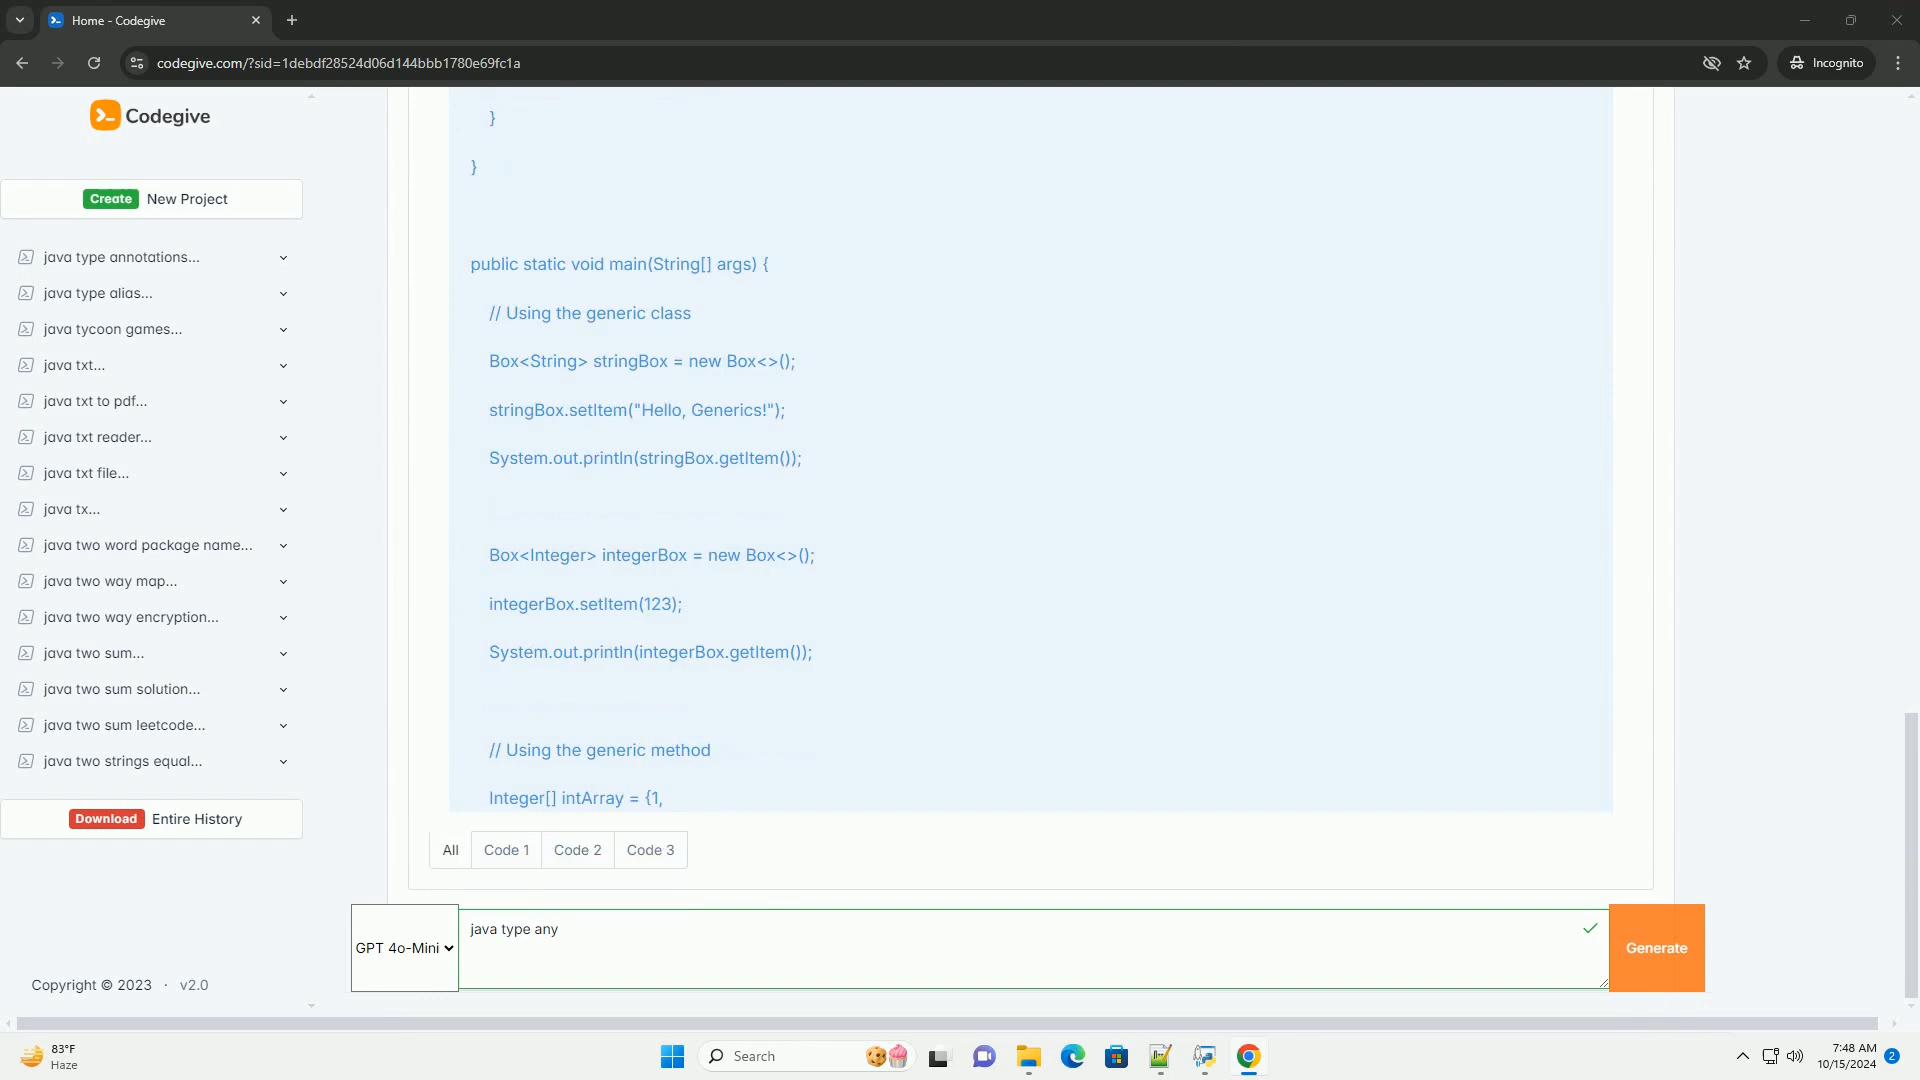 Home - Codegive
codegive.com/?sid=1debdf28524d06d144bbb1780e69fc1a
Incognito
Codegive
Create New Project
java type annotations...
java type alias...
java tycoon games...
java txt...
java txt to pdf...
java txt reader...
java txt file...
java tx...
java two word package name...
java two way map...
java two way encryption...
java two sum...
java two sum solution...
java two sum leetcode...
java two strings equal...
Download Entire History
Copyright © 2023 · v2.0
}
}
public static void main(String[] args) {
// Using the generic class
Box<String> stringBox = new Box<>();
stringBox.setItem("Hello, Generics!");
System.out.println(stringBox.getItem());
Box<Integer> integerBox = new Box<>();
integerBox.setItem(123);
System.out.println(integerBox.getItem());
// Using the generic method
Integer[] intArray = {1,
All Code 1 Code 2 Code 3
GPT 4o-Mini
java type any
Generate
83°F
Haze
Search
7:48 AM
10/15/2024
2